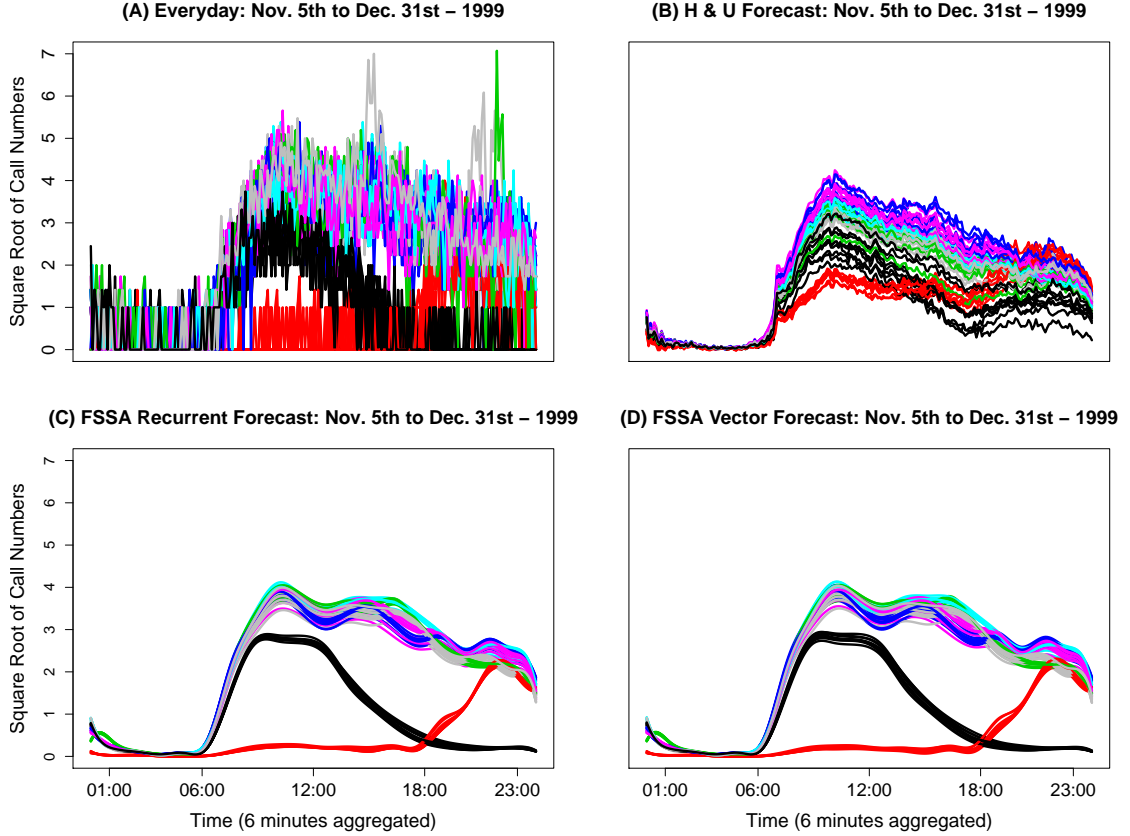 (A) Everyday: Nov. 5th to Dec. 31st − 1999
(B) H & U Forecast: Nov. 5th to Dec. 31st − 1999
Square Root of Call Numbers
7
6
5
4
3
2
1
0
(C) FSSA Recurrent Forecast: Nov. 5th to Dec. 31st − 1999
(D) FSSA Vector Forecast: Nov. 5th to Dec. 31st − 1999
Square Root of Call Numbers
7
6
5
4
3
2
1
0
01:00 06:00 12:00 18:00 23:00
01:00 06:00 12:00 18:00 23:00
Time (6 minutes aggregated)
Time (6 minutes aggregated)